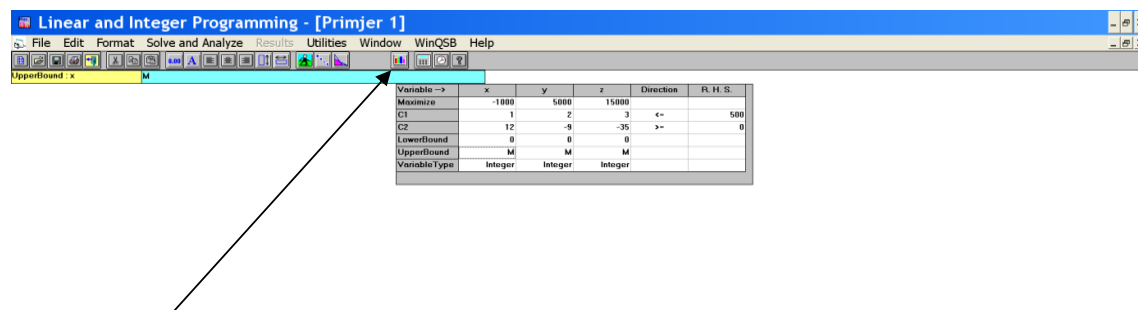 Linear and Integer Programming - [Primjer 1]
File Edit Format Solve and Analyze Results Utilities Window WinQSB Help
0.00 A
UpperBound : x M
Variable --> x y z Direction R. H. S.
Maximize -1000 5000 15000
C1 1 2 3 <= 500
C2 12 -9 -35 >= 0
LowerBound 0 0 0
UpperBound M M M
VariableType Integer Integer Integer